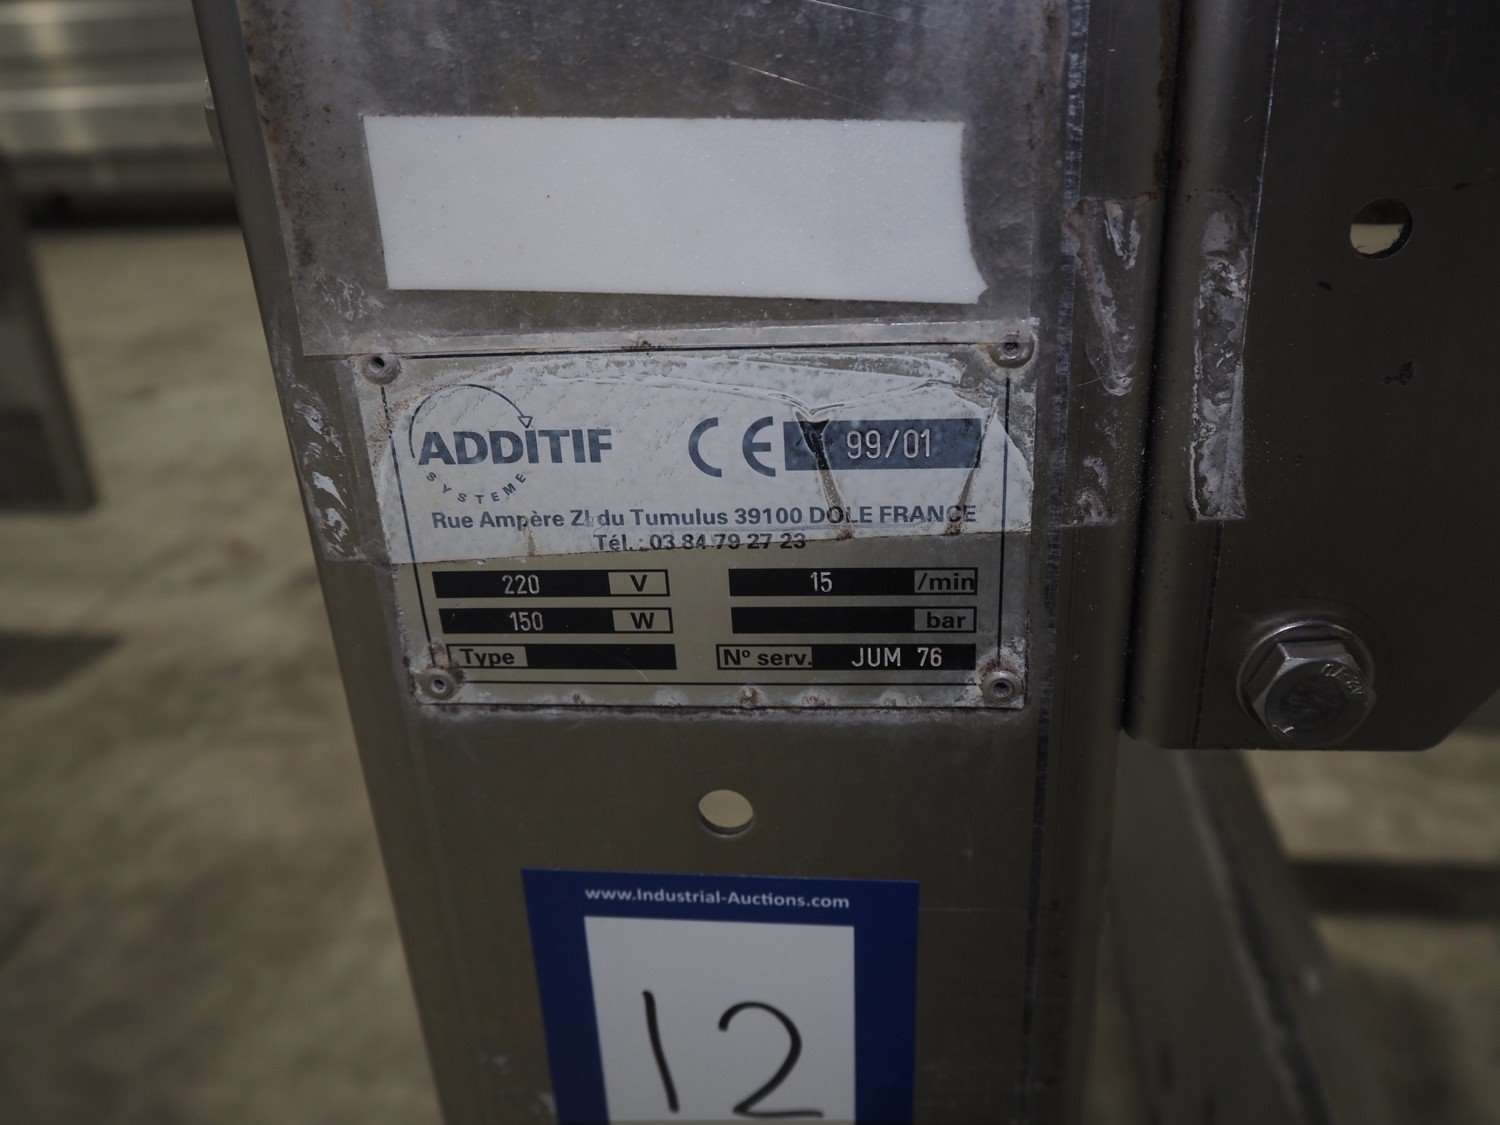 ADDITIF
SYSTEME
CE 99/01
Rue Ampère ZI du Tumulus 39100 DOLE FRANCE
Tél. : 03 84 79 27 23
220 V 15 /min
150 W bar
Type N° serv. JUM 76
www.Industrial-Auctions.com
12